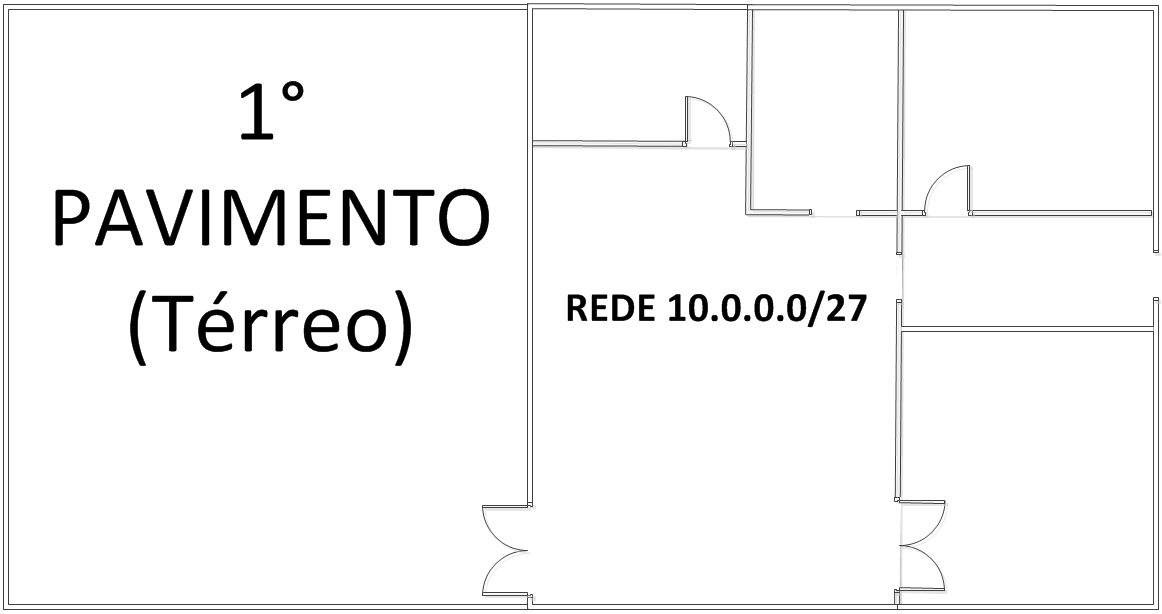 1°
PAVIMENTO
(Térreo)
REDE 10.0.0.0/27